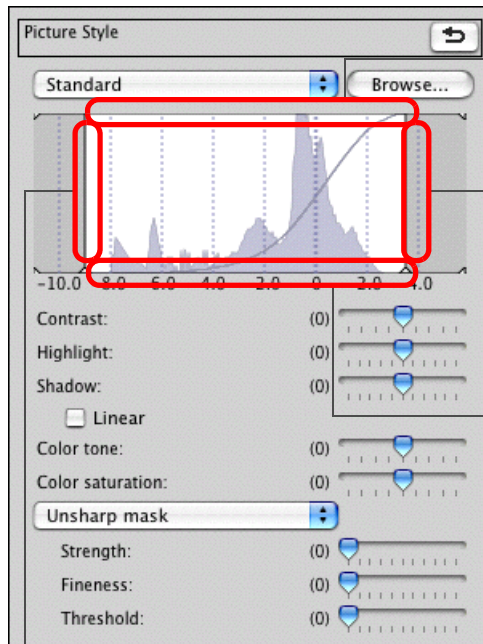 Picture Style
Standard Browse...
-10.0 8.0 6.0 4.0 2.0 0 2.0 4.0
Contrast: (0)
Highlight: (0)
Shadow: (0)
Linear
Color tone: (0)
Color saturation: (0)
Unsharp mask
Strength: (0)
Fineness: (0)
Threshold: (0)